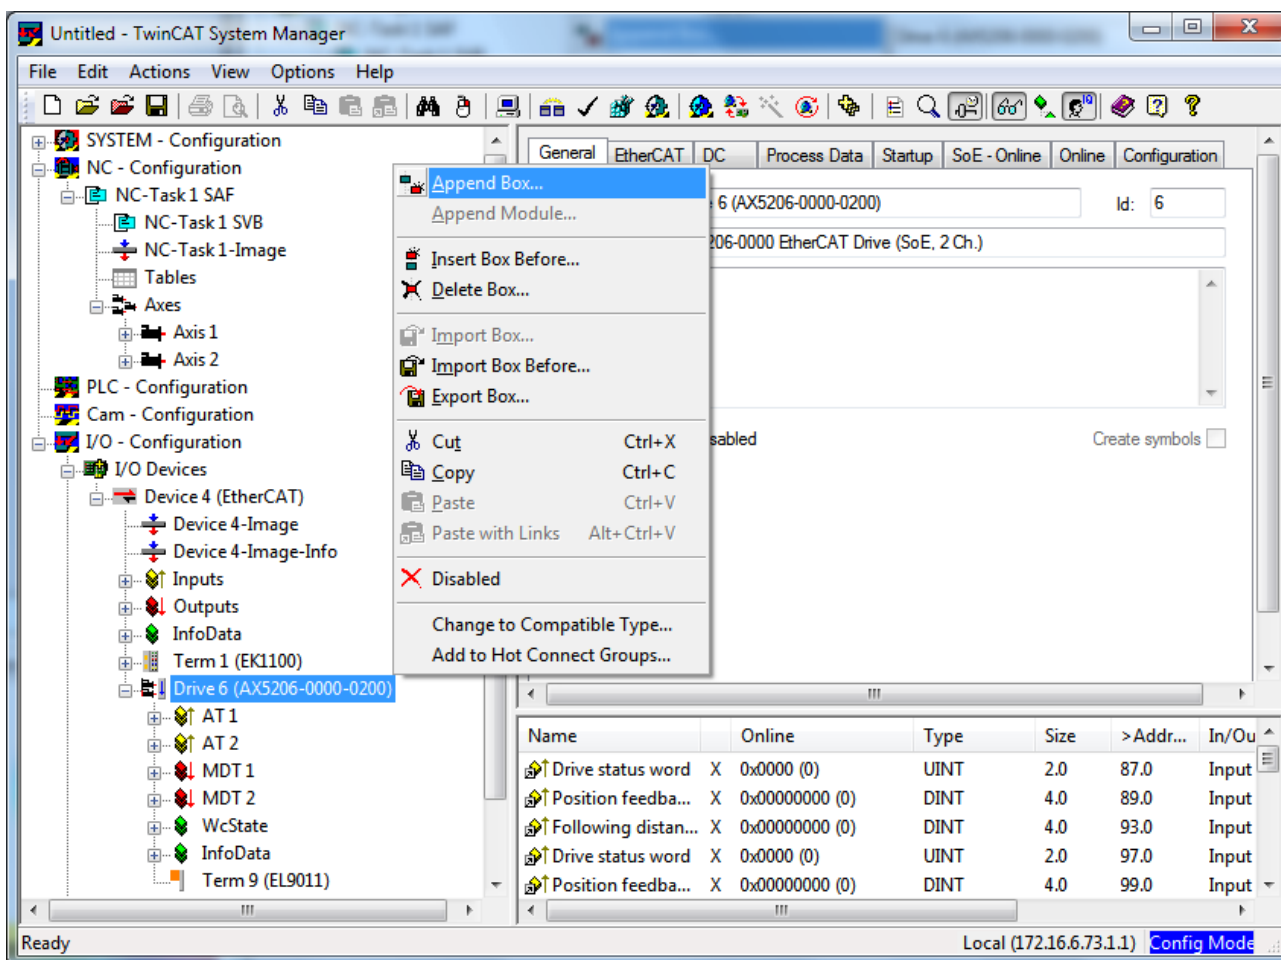 Untitled - TwinCAT System Manager
File Edit Actions View Options Help
SYSTEM - Configuration
NC - Configuration
NC-Task 1 SAF
NC-Task 1 SVB
NC-Task 1-Image
Tables
Axes
Axis 1
Axis 2
PLC - Configuration
Cam - Configuration
I/O - Configuration
I/O Devices
Device 4 (EtherCAT)
Device 4-Image
Device 4-Image-Info
Inputs
Outputs
InfoData
Term 1 (EK1100)
Drive 6 (AX5206-0000-0200)
AT 1
AT 2
MDT 1
MDT 2
WcState
InfoData
Term 9 (EL9011)
Append Box...
Append Module...
Insert Box Before...
Delete Box...
Import Box...
Import Box Before...
Export Box...
Cut Ctrl+X
Copy Ctrl+C
Paste Ctrl+V
Paste with Links Alt+Ctrl+V
Disabled
Change to Compatible Type...
Add to Hot Connect Groups...
General EtherCAT DC Process Data Startup SoE - Online Online Configuration
6 (AX5206-0000-0200) Id: 6
206-0000 EtherCAT Drive (SoE, 2 Ch.)
sabled Create symbols
Name Online Type Size >Addr... In/Ou
Drive status word X 0x0000 (0) UINT 2.0 87.0 Input
Position feedba... X 0x00000000 (0) DINT 4.0 89.0 Input
Following distan... X 0x00000000 (0) DINT 4.0 93.0 Input
Drive status word X 0x0000 (0) UINT 2.0 97.0 Input
Position feedba... X 0x00000000 (0) DINT 4.0 99.0 Input
Ready Local (172.16.6.73.1.1) Config Mode